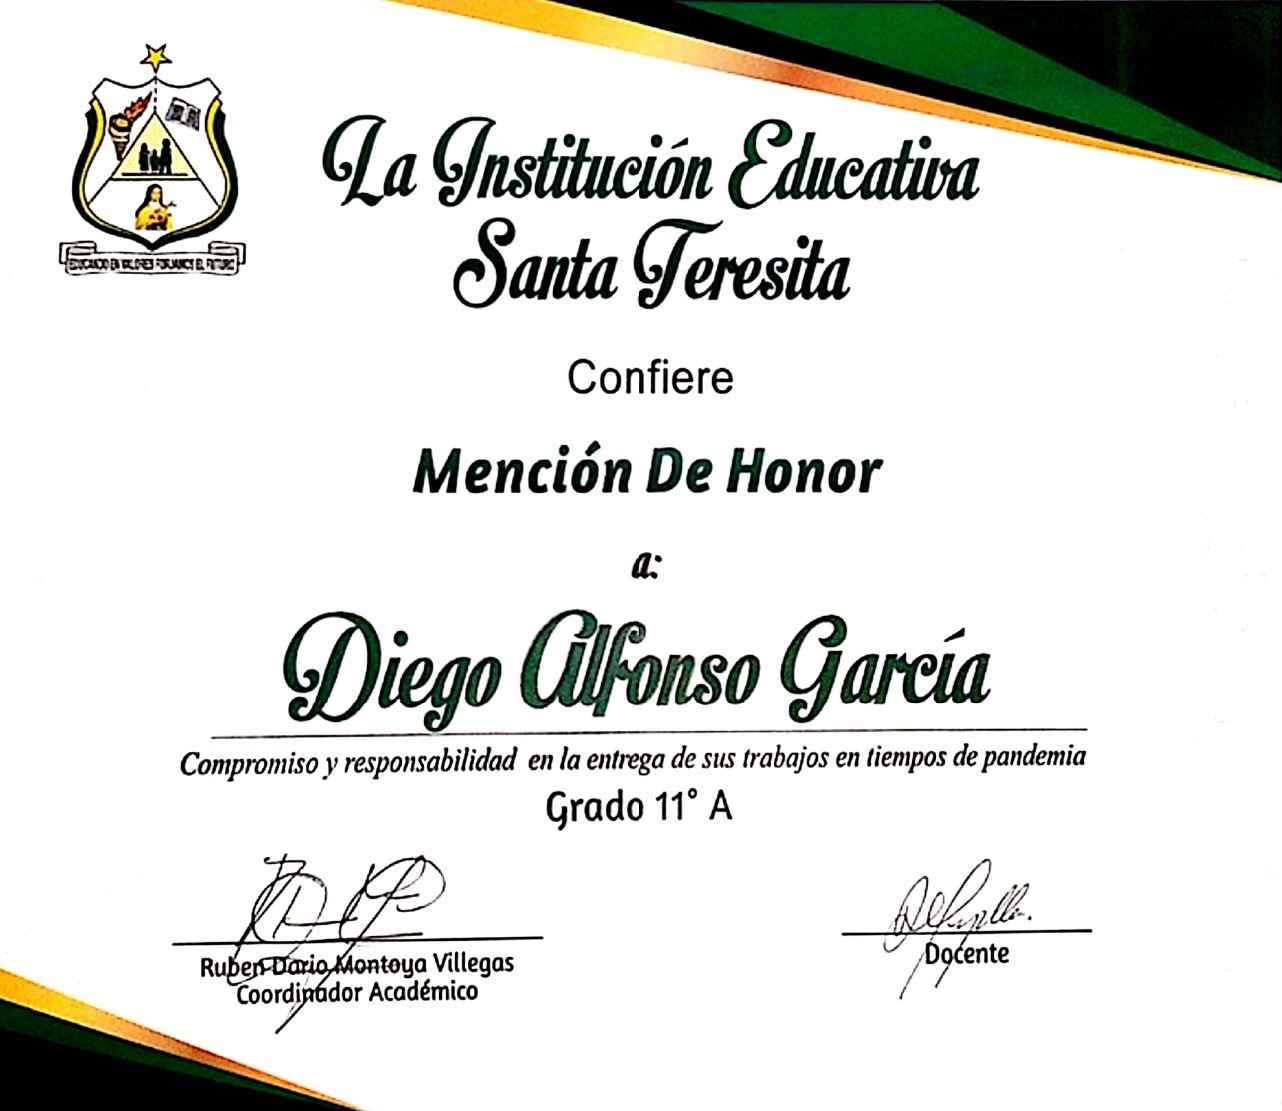 EDUCANDO EN VALORES FORJAMOS EL FUTURO
La Institución Educativa
Santa Teresita
Confiere
Mención De Honor
a:
Diego Alfonso García
Compromiso y responsabilidad en la entrega de sus trabajos en tiempos de pandemia
Grado 11° A
Ruben Dario Montoya Villegas
Coordinador Académico
Docente